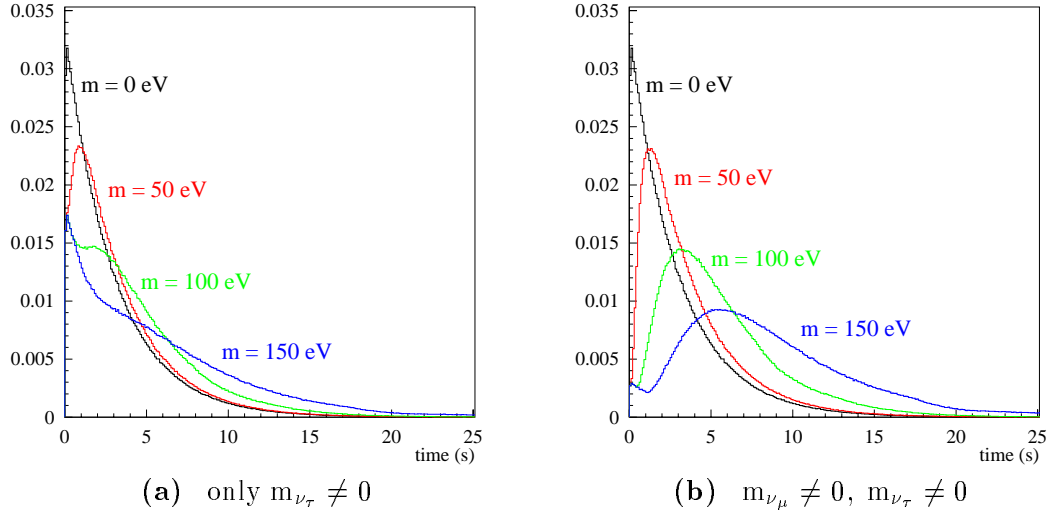 0.035
0.03
0.025
0.02
0.015
0.01
0.005
0
m = 0 eV
m = 50 eV
m = 100 eV
m = 150 eV
0 5 10 15 20 25
time (s)
(a) only m_{ν_τ} ≠ 0
0.035
0.03
0.025
0.02
0.015
0.01
0.005
0
m = 0 eV
m = 50 eV
m = 100 eV
m = 150 eV
0 5 10 15 20 25
time (s)
(b) m_{ν_μ} ≠ 0, m_{ν_τ} ≠ 0